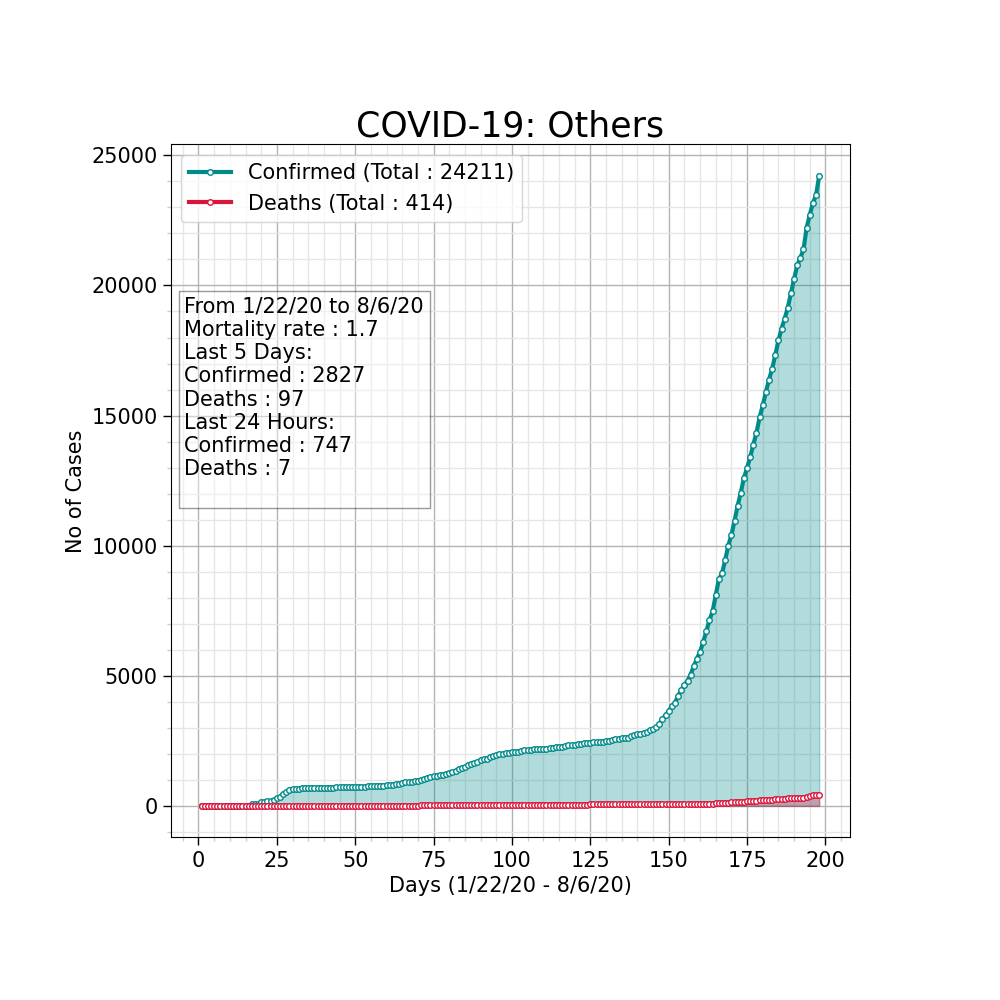 COVID-19: Others
Confirmed (Total : 24211)
Deaths (Total : 414)
From 1/22/20 to 8/6/20
Mortality rate : 1.7
Last 5 Days:
Confirmed : 2827
Deaths : 97
Last 24 Hours:
Confirmed : 747
Deaths : 7
No of Cases
25000
20000
15000
10000
5000
0
0 25 50 75 100 125 150 175 200
Days (1/22/20 - 8/6/20)